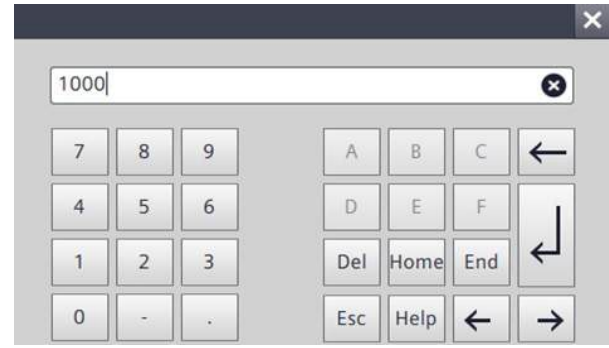 1000
7 8 9 A B C
4 5 6 D E F
1 2 3 Del Home End
0 - . Esc Help